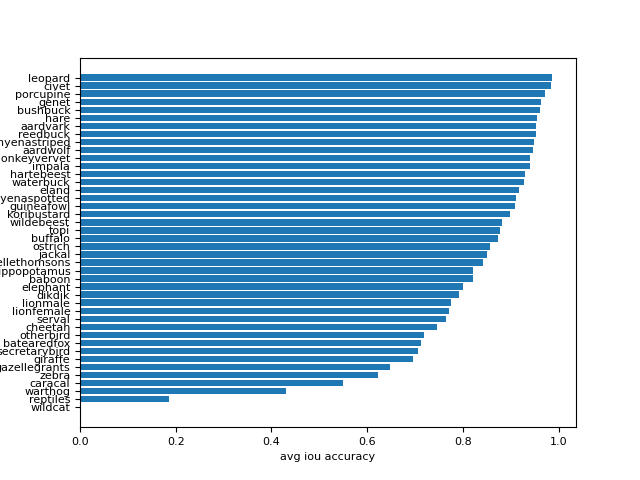 leopard
civet
porcupine
genet
bushbuck
hare
aardvark
reedbuck
yenastriped
aardwolf
onkeyvervet
impala
hartebeest
waterbuck
eland
yenaspotted
guineafowl
koribustard
wildebeest
topi
buffalo
ostrich
jackal
ellethomsons
ippopotamus
baboon
elephant
dikdik
lionmale
lionfemale
serval
cheetah
otherbird
batearedfox
secretarybird
giraffe
gazellegrants
zebra
caracal
warthog
reptiles
wildcat
0.0 0.2 0.4 0.6 0.8 1.0
avg iou accuracy